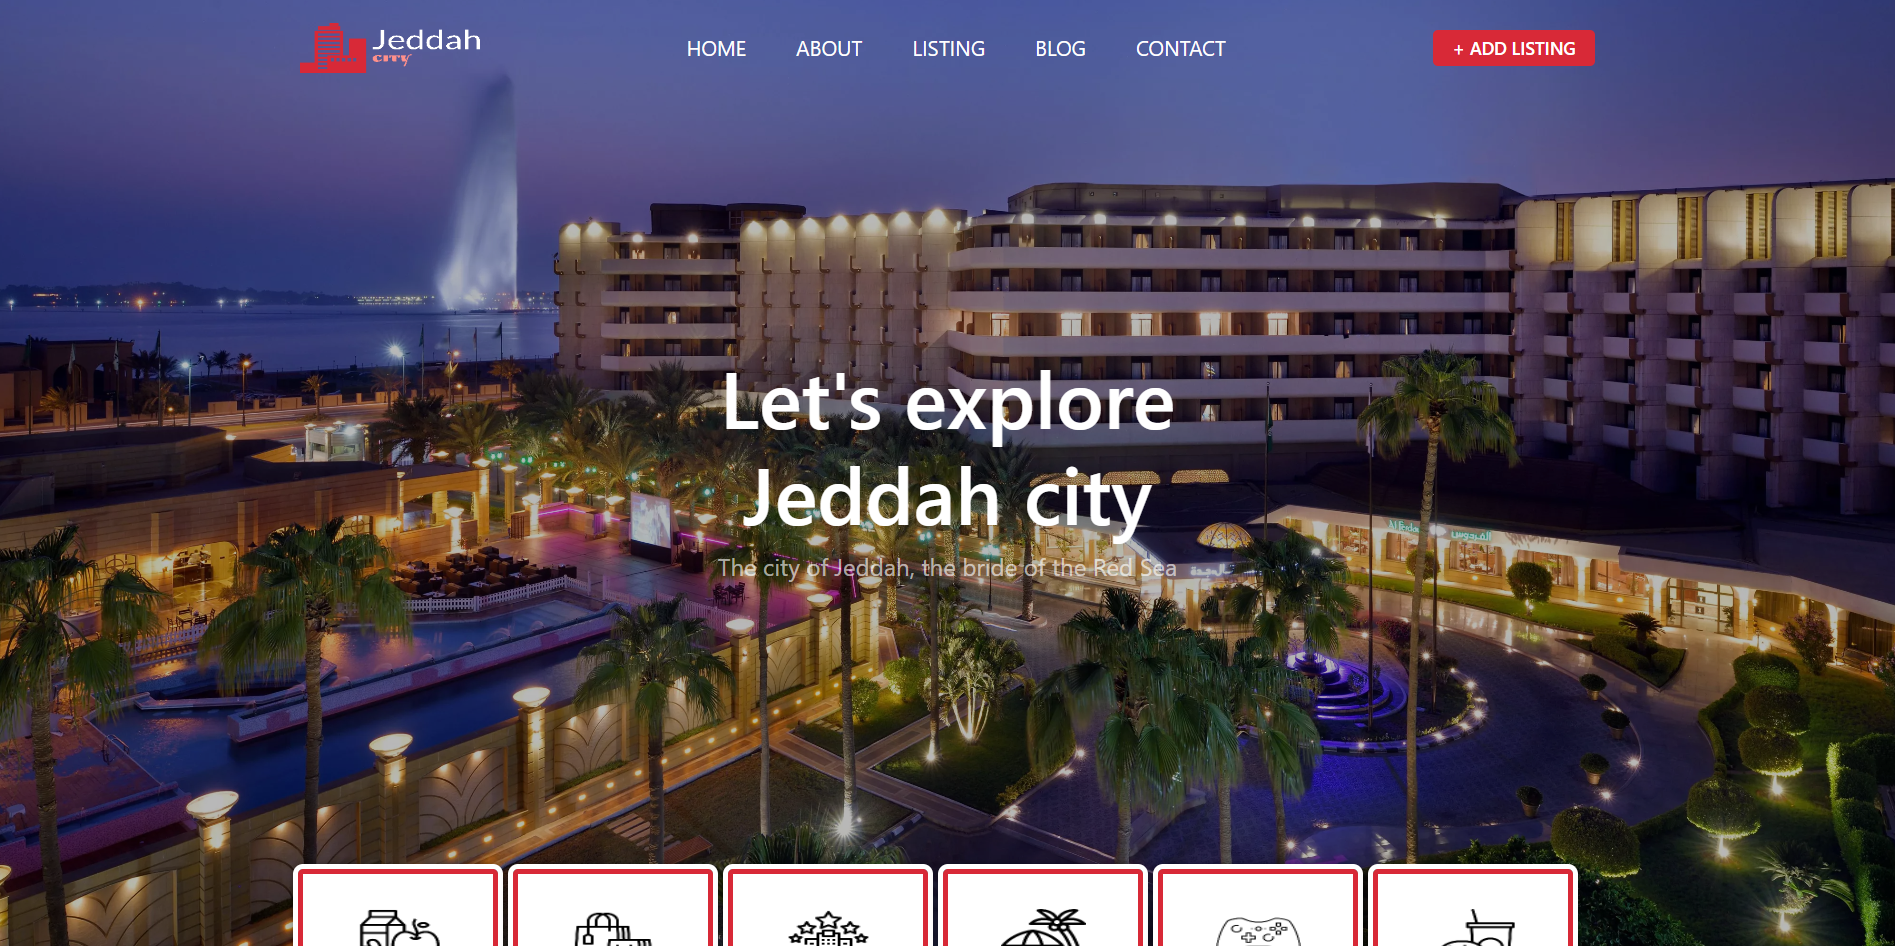 Jeddah
CITY
HOME
ABOUT
LISTING
BLOG
CONTACT
+ ADD LISTING
Let's explore
Jeddah city
الفردوس
The city of Jeddah, the bride of the Red Sea